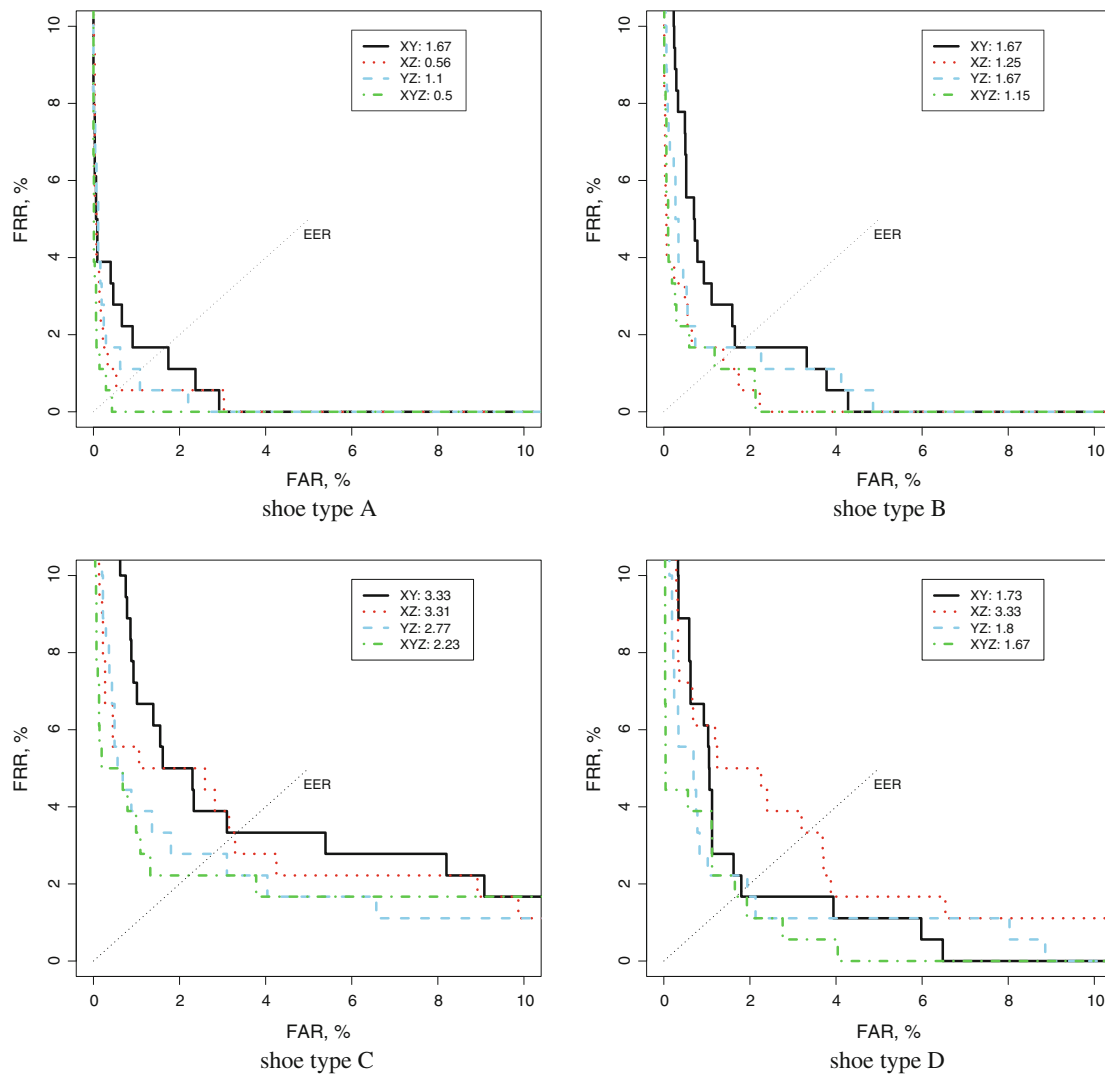 XY: 1.67
XZ: 0.56
YZ: 1.1
XYZ: 0.5
EER
FRR, %
0 2 4 6 8 10
0 2 4 6 8 10
FAR, %
shoe type A
XY: 1.67
XZ: 1.25
YZ: 1.67
XYZ: 1.15
EER
FRR, %
0 2 4 6 8 10
0 2 4 6 8 10
FAR, %
shoe type B
XY: 3.33
XZ: 3.31
YZ: 2.77
XYZ: 2.23
EER
FRR, %
0 2 4 6 8 10
0 2 4 6 8 10
FAR, %
shoe type C
XY: 1.73
XZ: 3.33
YZ: 1.8
XYZ: 1.67
EER
FRR, %
0 2 4 6 8 10
0 2 4 6 8 10
FAR, %
shoe type D